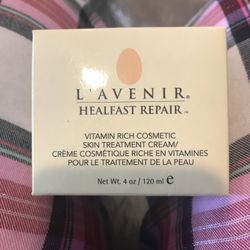 L'AVENIR®
HEALFAST REPAIR™
VITAMIN RICH COSMETIC
SKIN TREATMENT CREAM/
CRÈME COSMÉTIQUE RICHE EN VITAMINES
POUR LE TRAITEMENT DE LA PEAU
Net Wt. 4 oz / 120 ml ℮